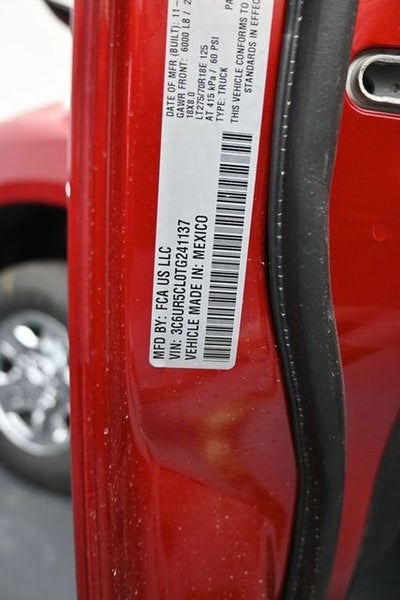 MFD BY: FCA US LLC
VIN: 3C6UR5CL0TG241137
VEHICLE MADE IN: MEXICO
DATE OF MFR (BUILT): 11-
GAWR FRONT: 6000 LB /
18X8.0
LT275/70R18E 125
AT 415 kPa / 60 PSI
TYPE: TRUCK
THIS VEHICLE CONFORMS TO
STANDARDS IN EFFECT